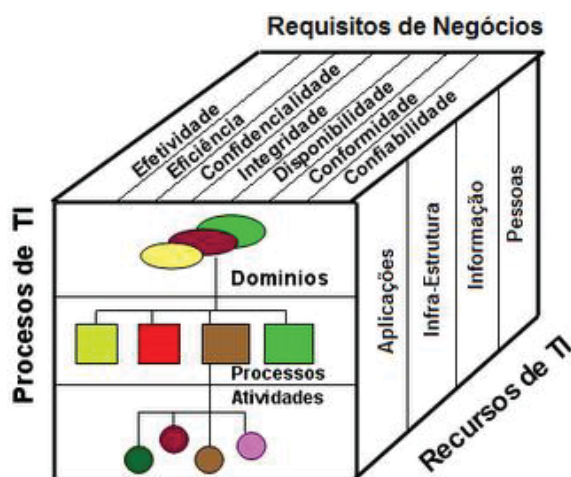 Requisitos de Negócios
Efetividade
Eficiência
Confidencialidade
Integridade
Disponibilidade
Conformidade
Confiabilidade
Procesos de TI
Dominios
Processos
Atividades
Aplicações
Infra-Estrutura
Informação
Pessoas
Recursos de TI